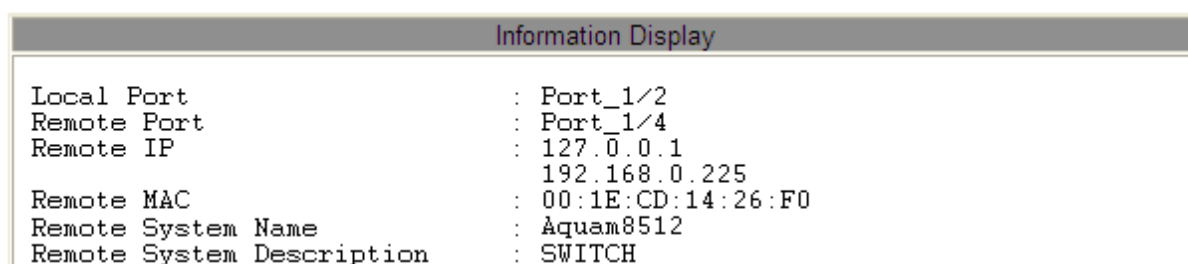 Information Display
Local Port : Port_1/2
Remote Port : Port_1/4
Remote IP : 127.0.0.1
192.168.0.225
Remote MAC : 00:1E:CD:14:26:F0
Remote System Name : Aquam8512
Remote System Description : SWITCH